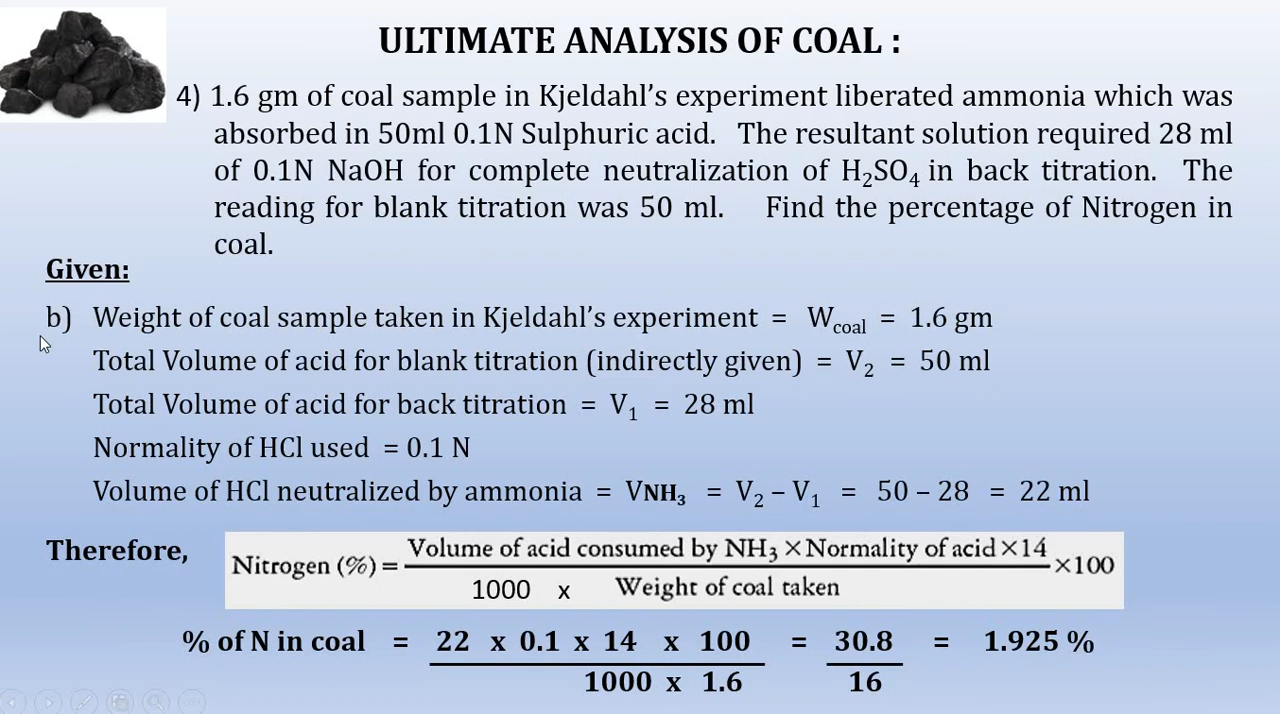 ULTIMATE ANALYSIS OF COAL :
4) 1.6 gm of coal sample in Kjeldahl's experiment liberated ammonia which was
absorbed in 50ml 0.1N Sulphuric acid. The resultant solution required 28 ml
of 0.1N NaOH for complete neutralization of H₂SO₄ in back titration. The
reading for blank titration was 50 ml. Find the percentage of Nitrogen in
coal.
Given:
b) Weight of coal sample taken in Kjeldahl's experiment = Wcoal = 1.6 gm
Total Volume of acid for blank titration (indirectly given) = V₂ = 50 ml
Total Volume of acid for back titration = V₁ = 28 ml
Normality of HCl used = 0.1 N
Volume of HCl neutralized by ammonia = VNH₃ = V₂ – V₁ = 50 – 28 = 22 ml
Therefore,
Volume of acid consumed by NH₃ × Normality of acid × 14
Nitrogen (%) = ×100
1000 x Weight of coal taken
% of N in coal = 22 x 0.1 x 14 x 100 = 30.8 = 1.925 %
1000 x 1.6 16